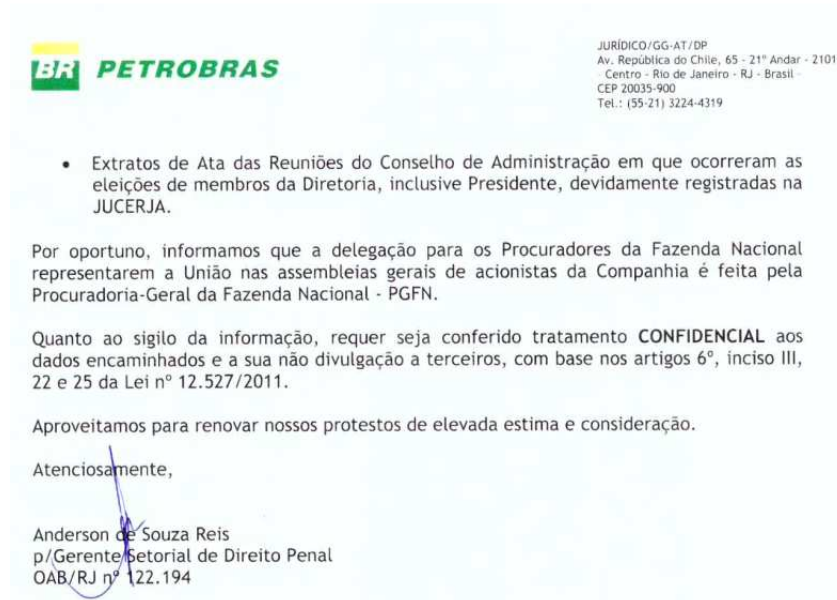 BR PETROBRAS
JURÍDICO/GG-AT/DP
Av. República do Chile, 65 - 21º Andar - 2101
Centro - Rio de Janeiro - RJ - Brasil -
CEP 20035-900
Tel.: (55-21) 3224-4319
• Extratos de Ata das Reuniões do Conselho de Administração em que ocorreram as
eleições de membros da Diretoria, inclusive Presidente, devidamente registradas na
JUCERJA.
Por oportuno, informamos que a delegação para os Procuradores da Fazenda Nacional
representarem a União nas assembleias gerais de acionistas da Companhia é feita pela
Procuradoria-Geral da Fazenda Nacional - PGFN.
Quanto ao sigilo da informação, requer seja conferido tratamento CONFIDENCIAL aos
dados encaminhados e a sua não divulgação a terceiros, com base nos artigos 6º, inciso III,
22 e 25 da Lei nº 12.527/2011.
Aproveitamos para renovar nossos protestos de elevada estima e consideração.
Atenciosamente,
Anderson de Souza Reis
p/Gerente Setorial de Direito Penal
OAB/RJ nº 122.194